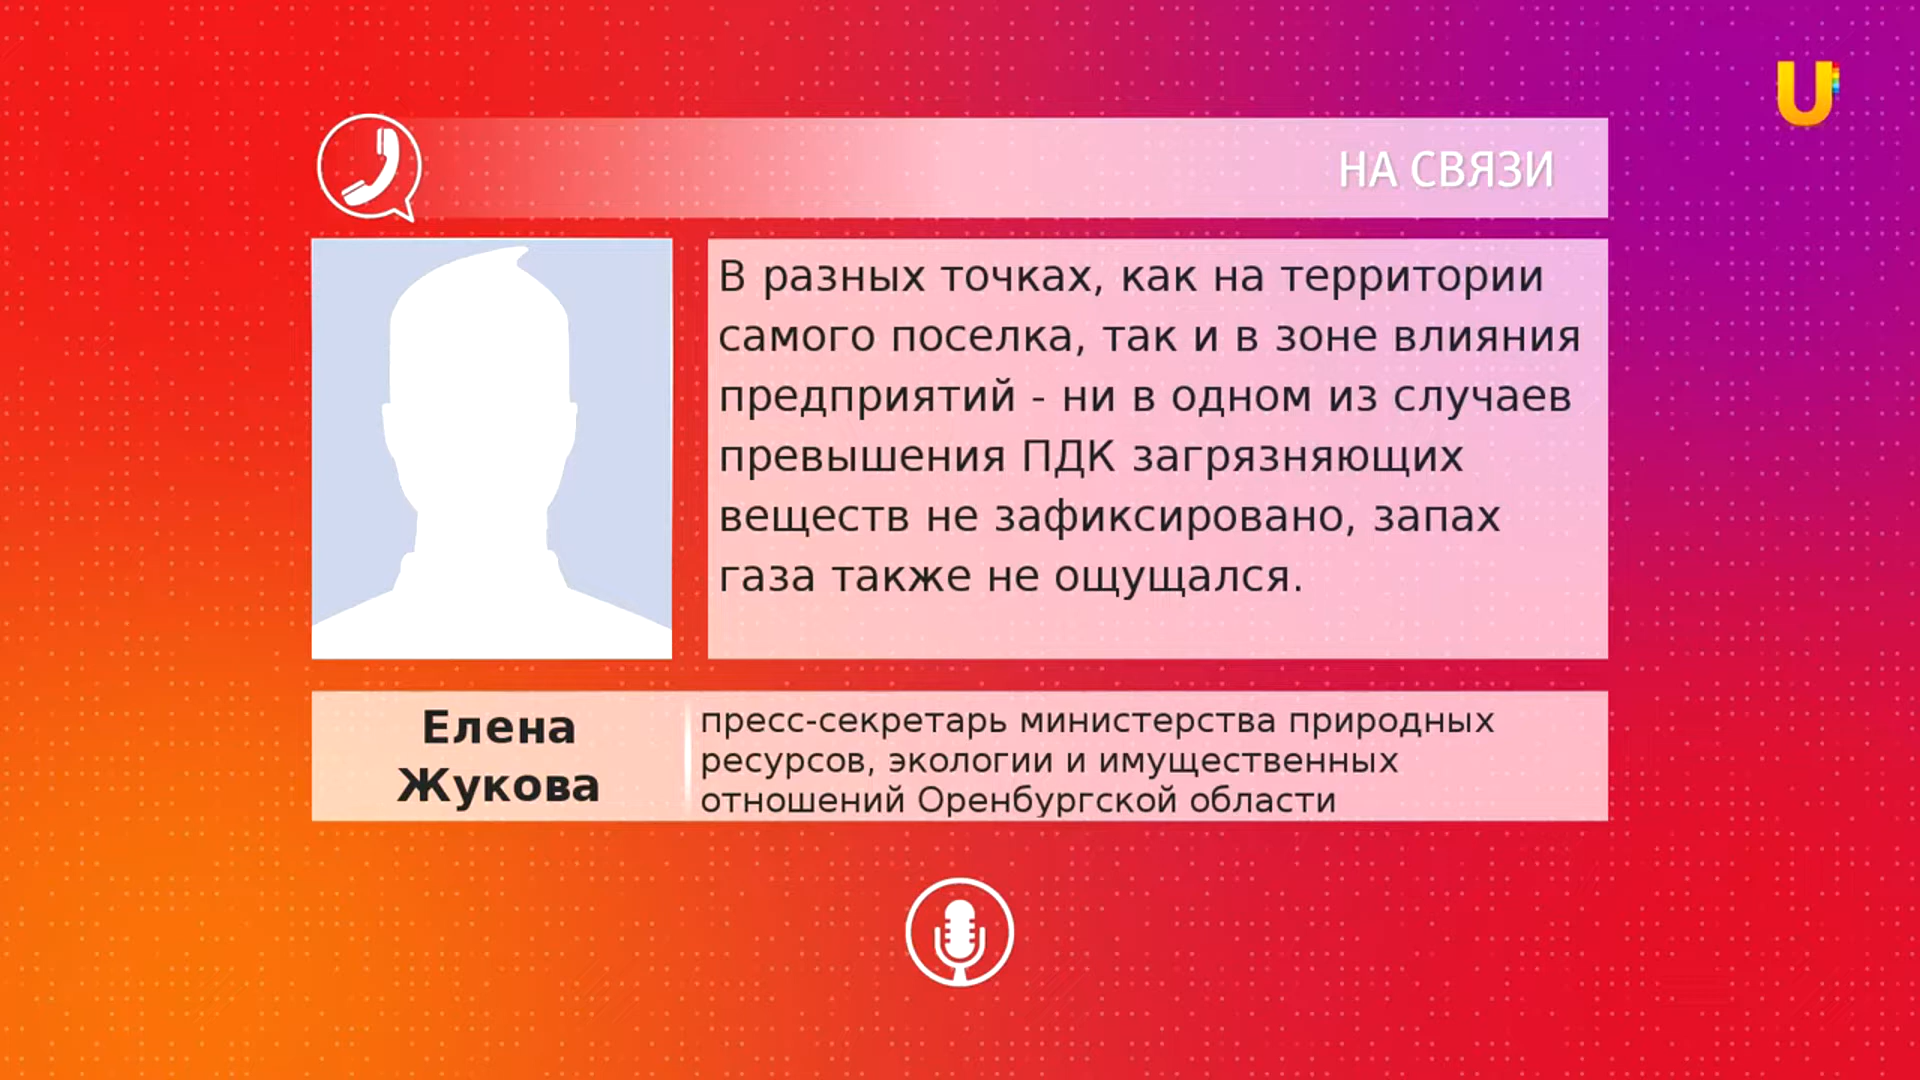 U
НА СВЯЗИ
В разных точках, как на территории
самого поселка, так и в зоне влияния
предприятий - ни в одном из случаев
превышения ПДК загрязняющих
веществ не зафиксировано, запах
газа также не ощущался.
Елена
Жукова
пресс-секретарь министерства природных
ресурсов, экологии и имущественных
отношений Оренбургской области